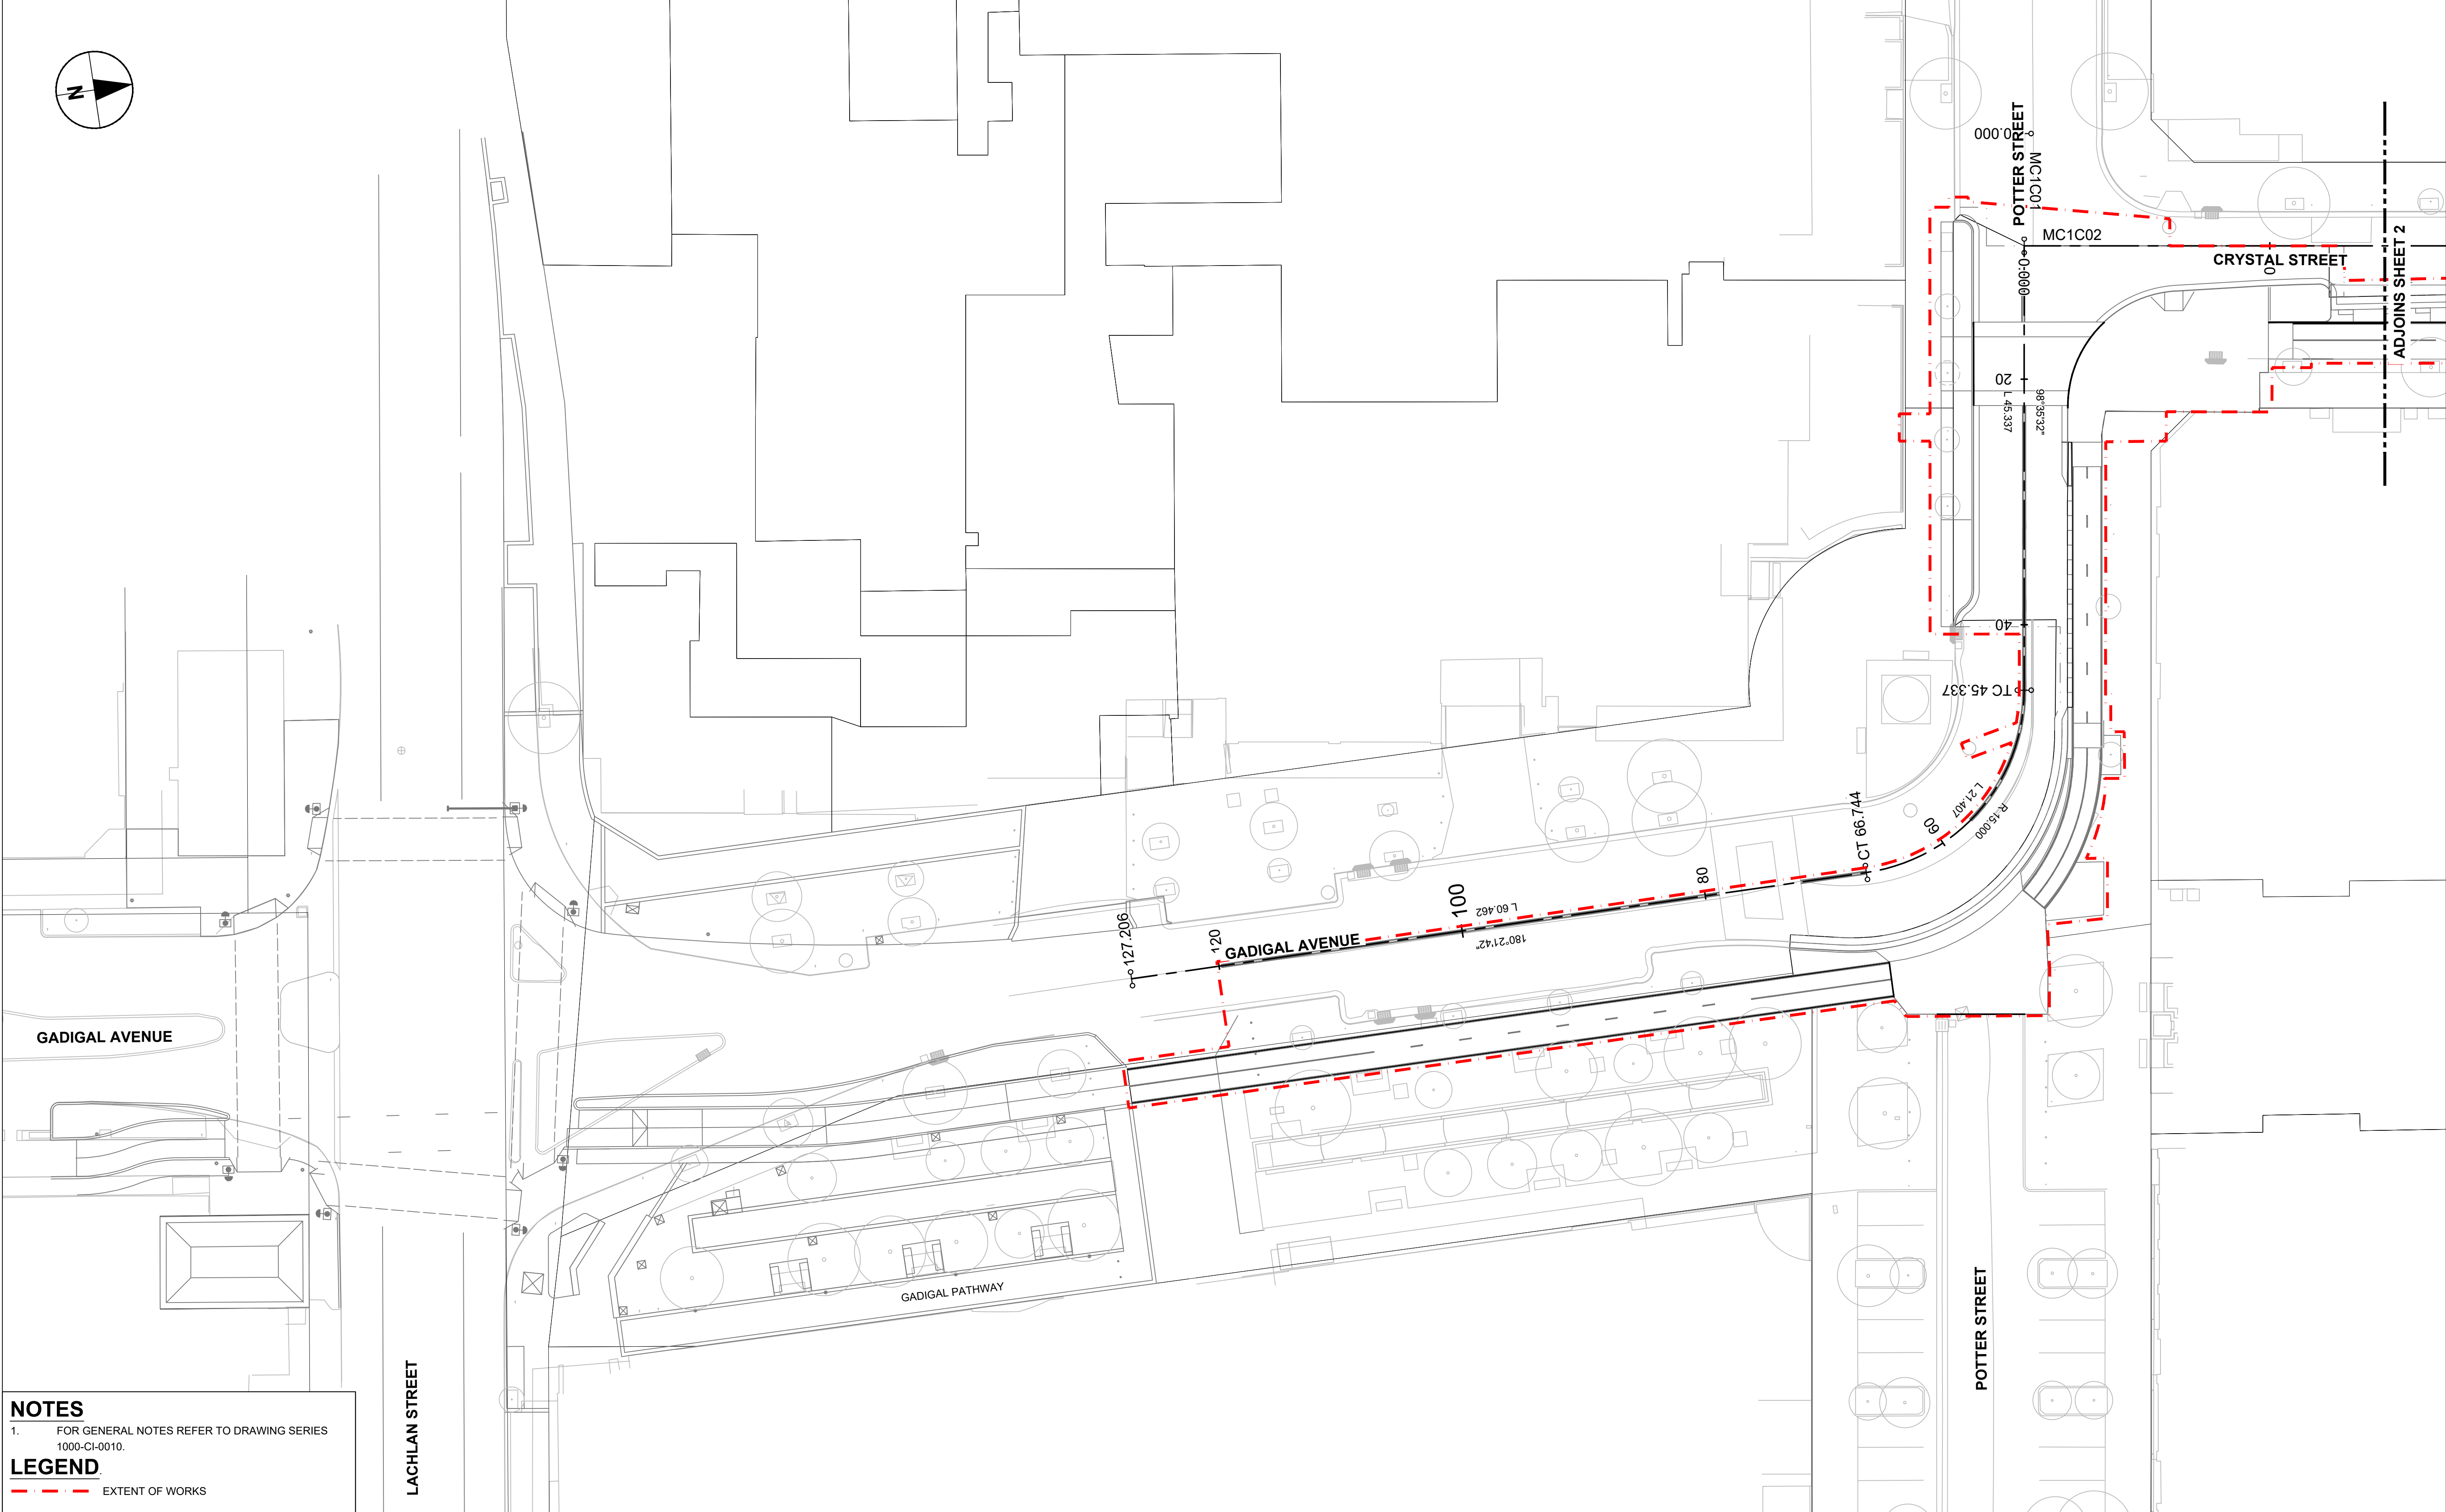 N
POTTER STREET
0.000
MC1C01
MC1C02
0.000
CRYSTAL STREET
0
ADJOINS SHEET 2
20
L 45.337
98°35'32"
40
TC 45.337
L 21.407
R.15.000
60
CT 66.744
80
100
L 60.462
180°21'42"
GADIGAL AVENUE
120
127.206
GADIGAL AVENUE
GADIGAL PATHWAY
POTTER STREET
LACHLAN STREET
NOTES
1. FOR GENERAL NOTES REFER TO DRAWING SERIES
1000-CI-0010.
LEGEND.
EXTENT OF WORKS